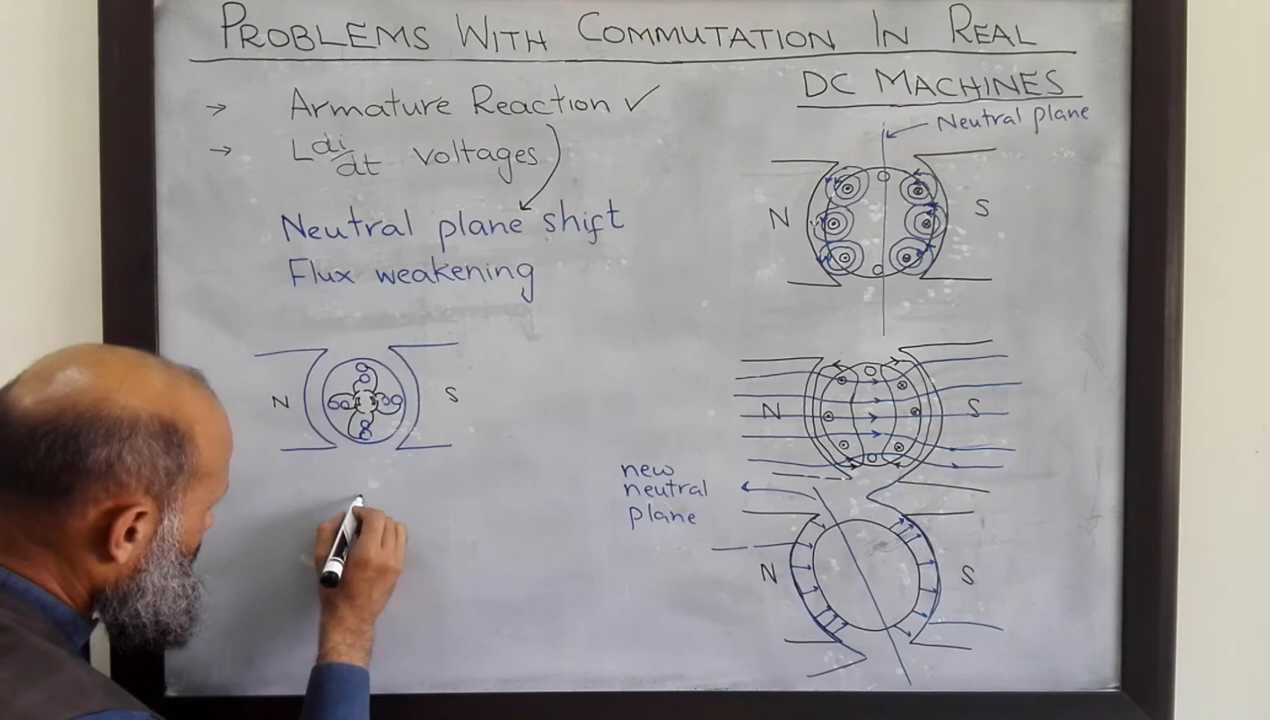 PROBLEMS WITH COMMUTATION IN REAL
DC MACHINES
→ Armature Reaction ✓
→ L di/dt voltages
Neutral plane shift
Flux weakening
Neutral plane
N S
N S
N S
new
neutral
plane
N S